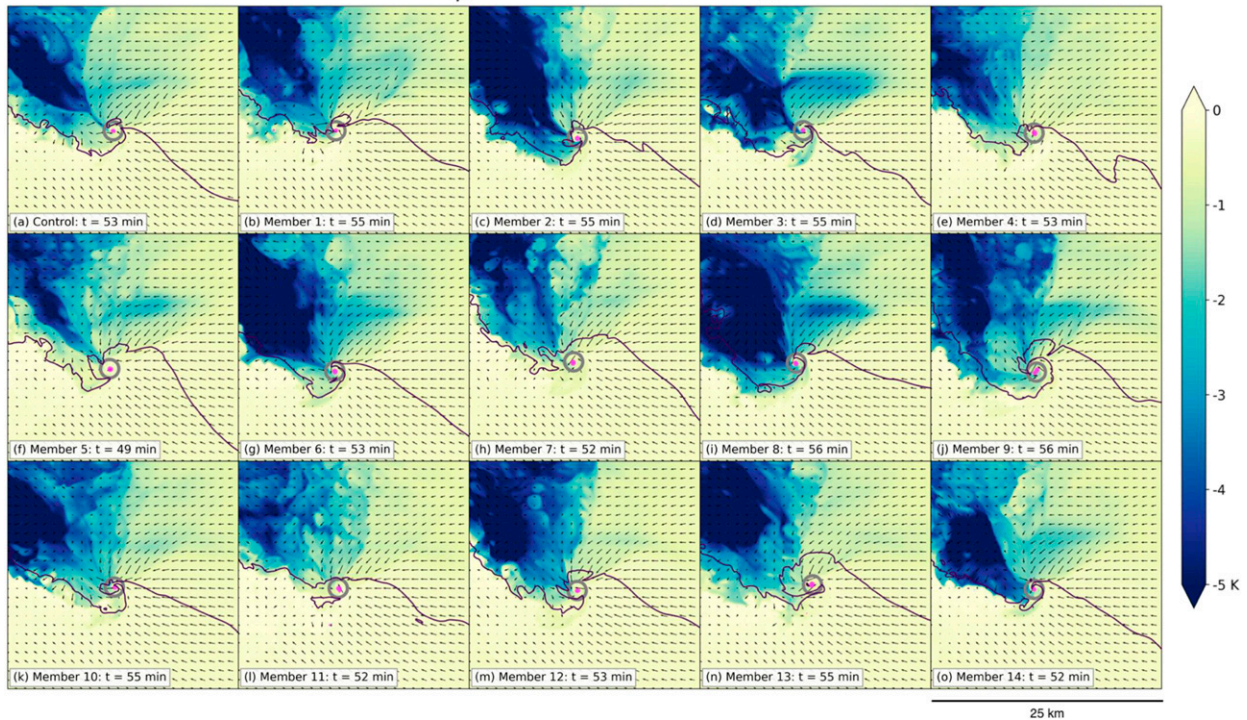 (a) Control: t = 53 min
(b) Member 1: t = 55 min
(c) Member 2: t = 55 min
(d) Member 3: t = 55 min
(e) Member 4: t = 53 min
(f) Member 5: t = 49 min
(g) Member 6: t = 53 min
(h) Member 7: t = 52 min
(i) Member 8: t = 56 min
(j) Member 9: t = 56 min
(k) Member 10: t = 55 min
(l) Member 11: t = 52 min
(m) Member 12: t = 53 min
(n) Member 13: t = 55 min
(o) Member 14: t = 52 min
0
-1
-2
-3
-4
-5 K
25 km